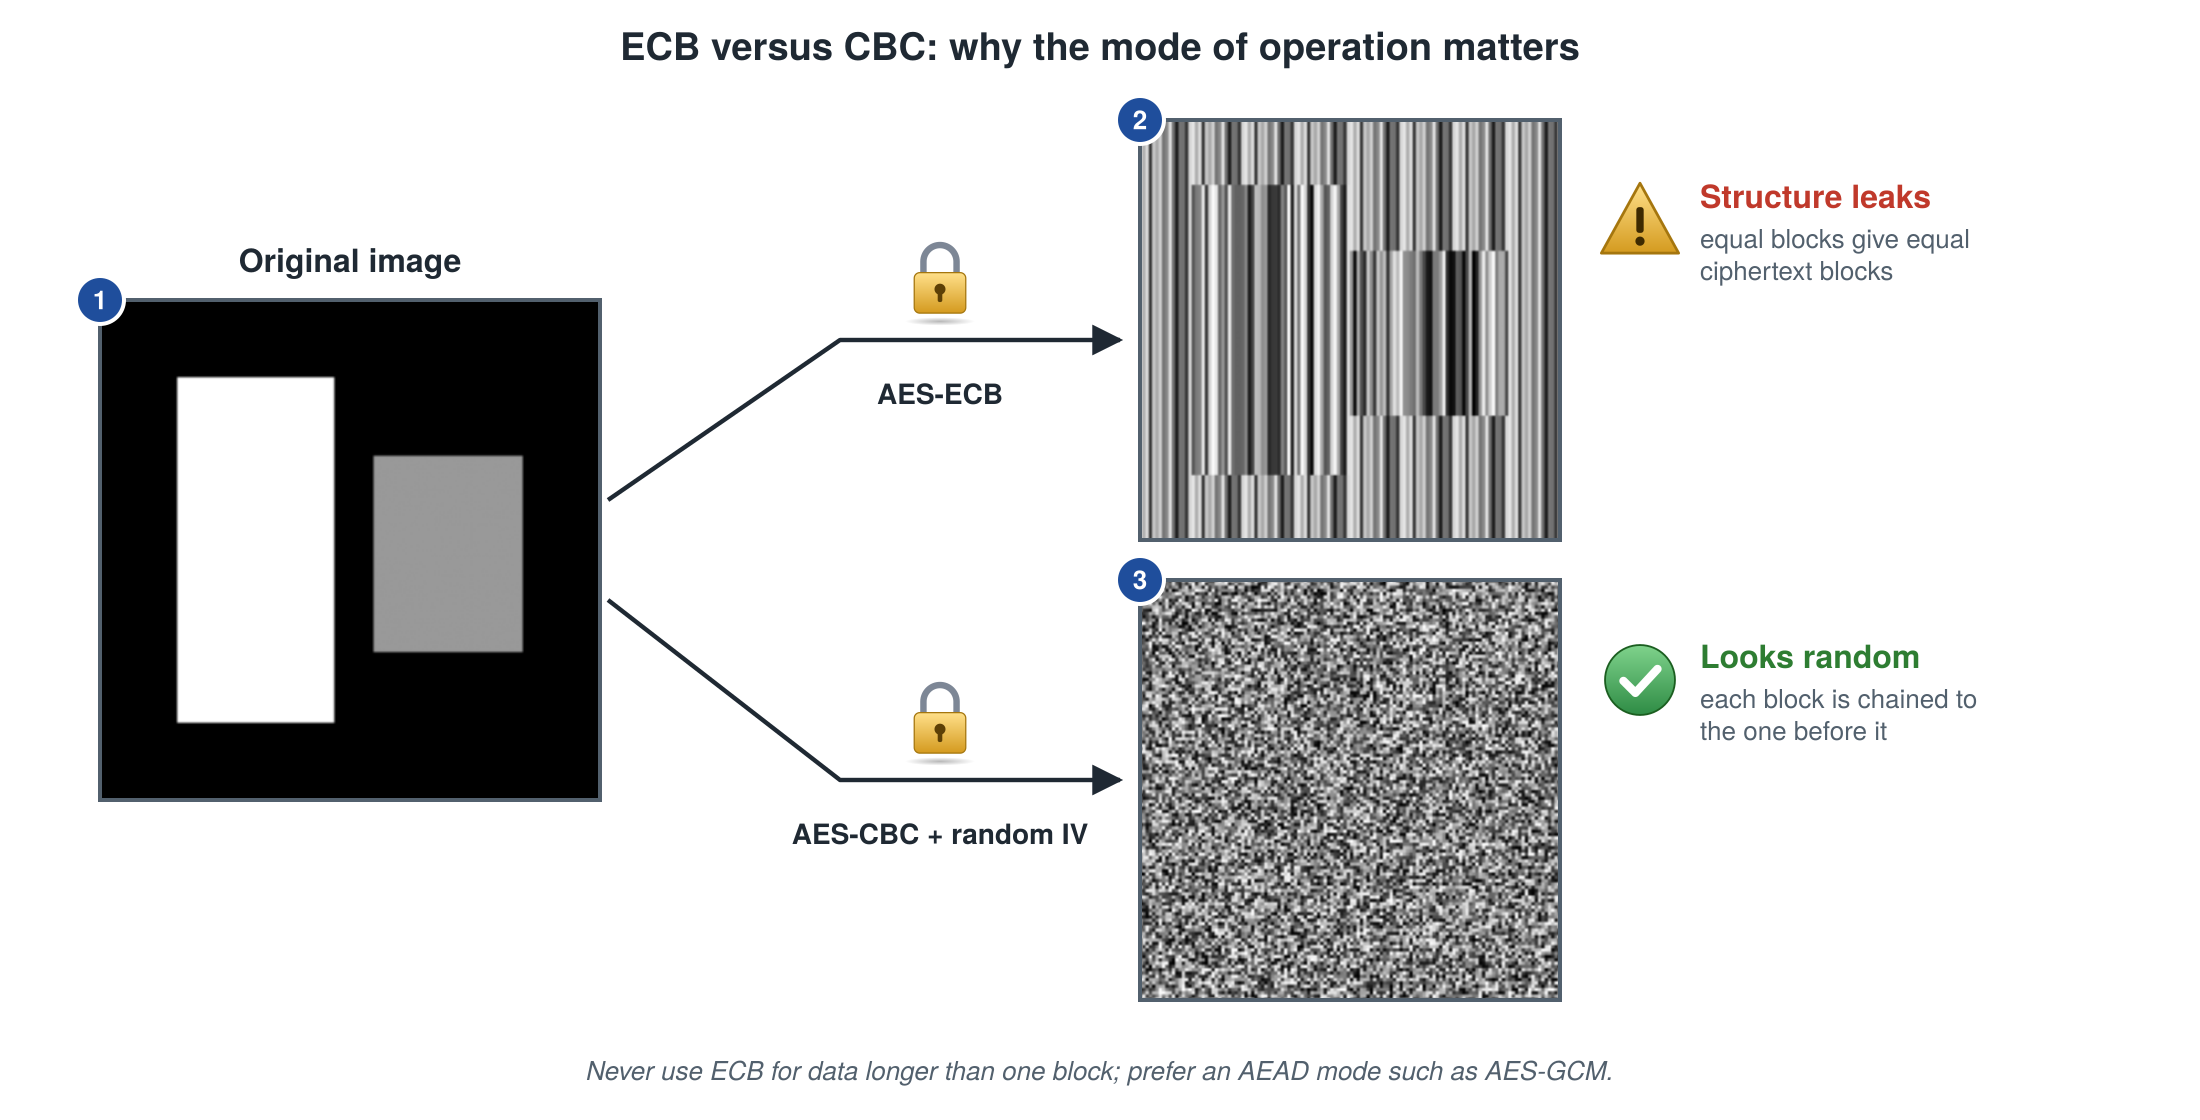 ECB versus CBC: why the mode of operation matters
Original image
1
AES-ECB
2
Structure leaks
equal blocks give equal
ciphertext blocks
AES-CBC + random IV
3
Looks random
each block is chained to
the one before it
Never use ECB for data longer than one block; prefer an AEAD mode such as AES-GCM.